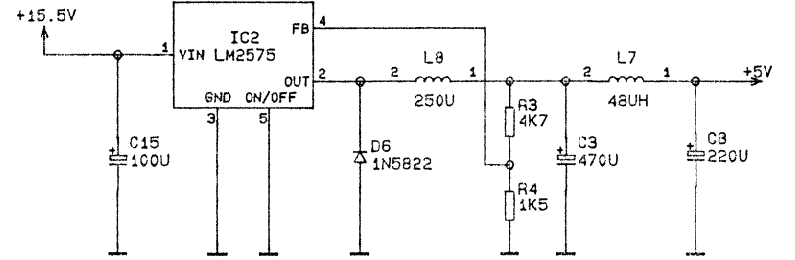 +15.5V
1
VIN
IC2
LM2575
FB
4
OUT
2
GND
ON/OFF
3
5
C15
100U
+
D6
1N5822
2
L8
1
250U
R3
4K7
R4
1K5
+
C3
470U
2
L7
1
48UH
+5V
+
C8
220U